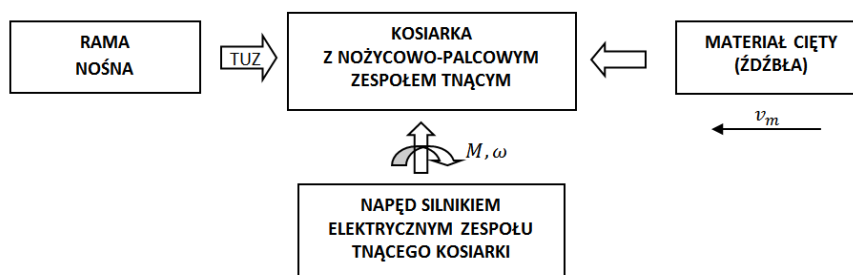 RAMA
NOŚNA
TUZ
KOSIARKA
Z NOŻYCOWO-PALCOWYM
ZESPOŁEM TNĄCYM
MATERIAŁ CIĘTY
(ŹDŹBŁA)
v_m
M, ω
NAPĘD SILNIKIEM
ELEKTRYCZNYM ZESPOŁU
TNĄCEGO KOSIARKI